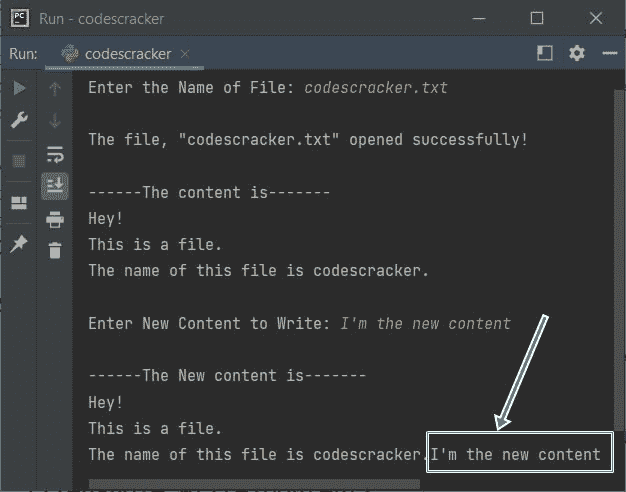 PC Run - codescracker
Run: codescracker
Enter the Name of File: codescracker.txt
The file, "codescracker.txt" opened successfully!
------The content is-------
Hey!
This is a file.
The name of this file is codescracker.
Enter New Content to Write: I'm the new content
------The New content is-------
Hey!
This is a file.
The name of this file is codescracker.I'm the new content